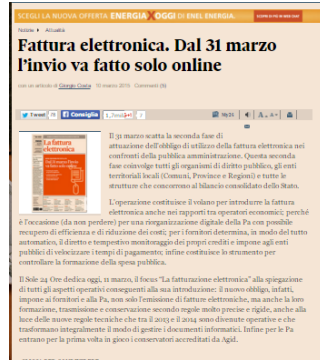 SCEGLI LA NUOVA OFFERTA ENERGIA X OGGI DI ENEL ENERGIA.
Notizie Attualità
Fattura elettronica. Dal 31 marzo
l'invio va fatto solo online
con un articolo di Giorgio Costa 10 marzo 2015 Commenti
Tweet Consiglia
La fattura
elettronica
Il 31 marzo scatta la seconda fase di
attuazione dell'obbligo di utilizzo della fattura elettronica nei
confronti della pubblica amministrazione. Questa seconda
fase coinvolge tutti gli organismi di diritto pubblico, gli enti
territoriali locali (Comuni, Province e Regioni) e tutte le
strutture che concorrono al bilancio consolidato dello Stato.
L'operazione costituisce il volano per introdurre la fattura
elettronica anche nei rapporti tra operatori economici; perché
è l'occasione (da non perdere) per una riorganizzazione digitale della Pa con possibile
recupero di efficienza e di riduzione dei costi; per i fornitori determina, in modo del tutto
automatico, il diretto e tempestivo monitoraggio dei propri crediti e impone agli enti
pubblici di velocizzare i tempi di pagamento; infine costituisce lo strumento per
controllare la formazione della spesa pubblica.
Il Sole 24 Ore dedica oggi, 11 marzo, il focus "La fatturazione elettronica" alla spiegazione
di tutti gli aspetti operativi conseguenti alla sua introduzione: il nuovo obbligo, infatti,
impone ai fornitori e alla Pa, non solo l'emissione di fatture elettroniche, ma anche la loro
formazione, trasmissione e conservazione secondo regole molto precise e rigide, anche alla
luce delle nuove regole tecniche che tra il 2013 e il 2014 sono divenute operative e che
trasformano integralmente il modo di gestire i documenti informatici. Infine per le Pa
entrano per la prima volta in gioco i conservatori accreditati da Agid.